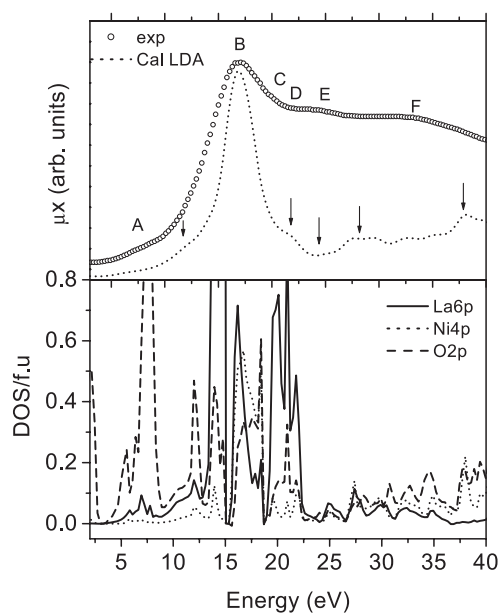 exp
Cal LDA
B
C
D
E
F
A
μx (arb. units)
0.8
0.6
0.4
0.2
0.0
DOS/f.u
La6p
Ni4p
O2p
5 10 15 20 25 30 35 40
Energy (eV)